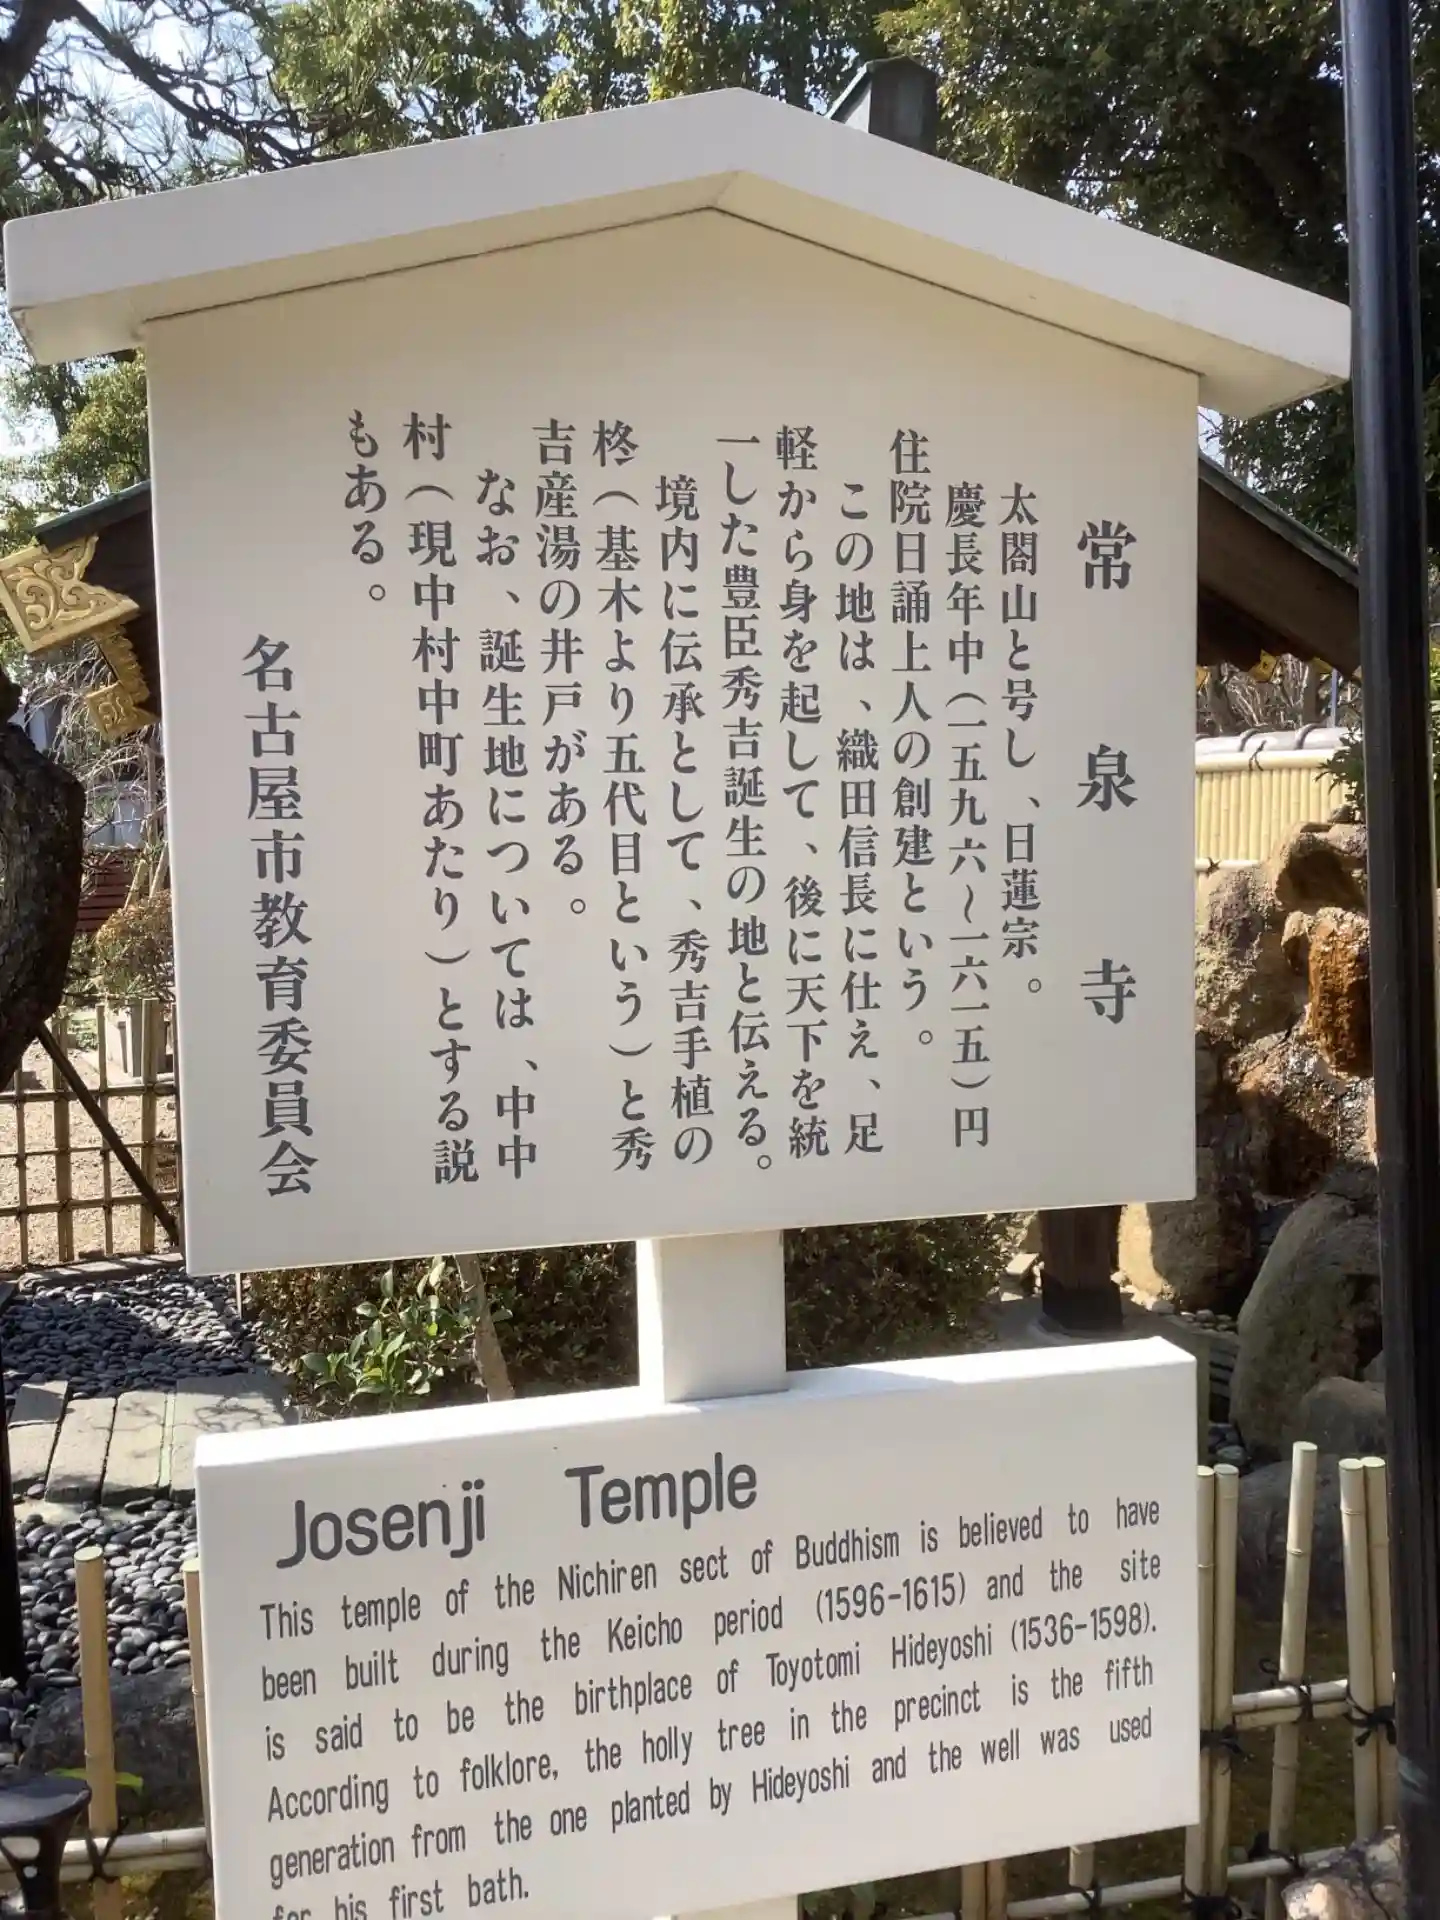 常泉寺
太閤山と号し、日蓮宗。
慶長年中（一五九六〜一六一五）円
住院日誦上人の創建という。
この地は、織田信長に仕え、足
軽から身を起して、後に天下を統
一した豊臣秀吉誕生の地と伝える。
境内に伝承として、秀吉手植の
柊（基木より五代目という）と秀
吉産湯の井戸がある。
なお、誕生地については、中中
村（現中村中町あたり）とする説
もある。
名古屋市教育委員会
Josenji Temple
This temple of the Nichiren sect of Buddhism is believed to have
been built during the Keicho period (1596-1615) and the site
is said to be the birthplace of Toyotomi Hideyoshi (1536-1598).
According to folklore, the holly tree in the precinct is the fifth
generation from the one planted by Hideyoshi and the well was used
for his first bath.